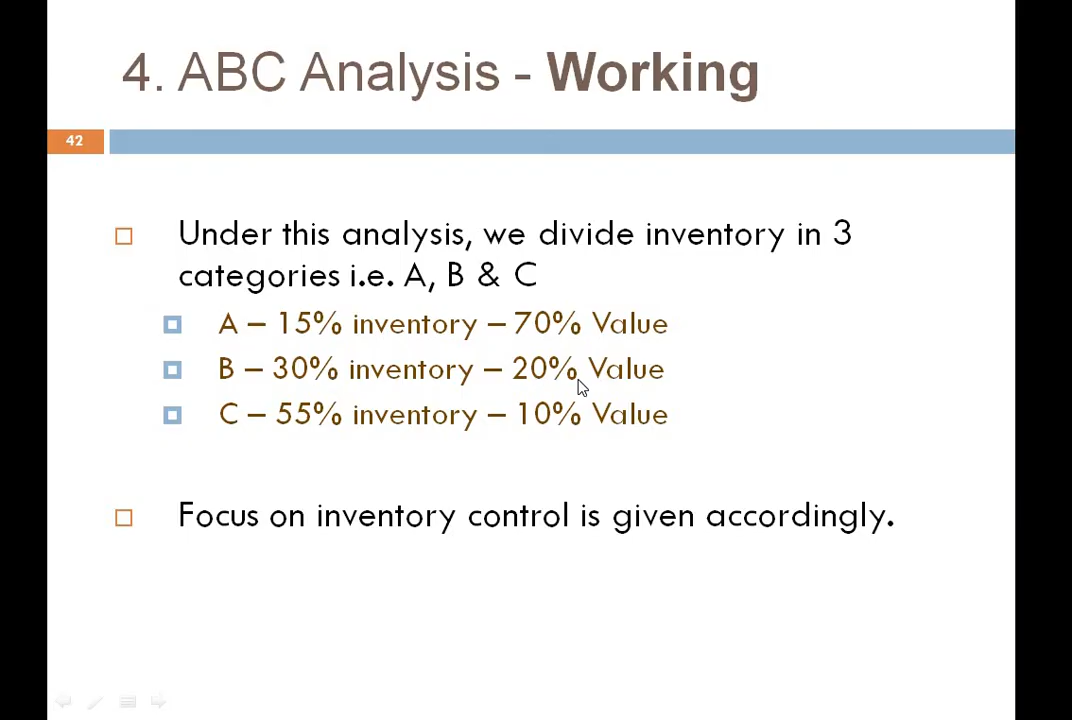 4. ABC Analysis - Working
42
Under this analysis, we divide inventory in 3
categories i.e. A, B & C
A – 15% inventory – 70% Value
B – 30% inventory – 20% Value
C – 55% inventory – 10% Value
Focus on inventory control is given accordingly.